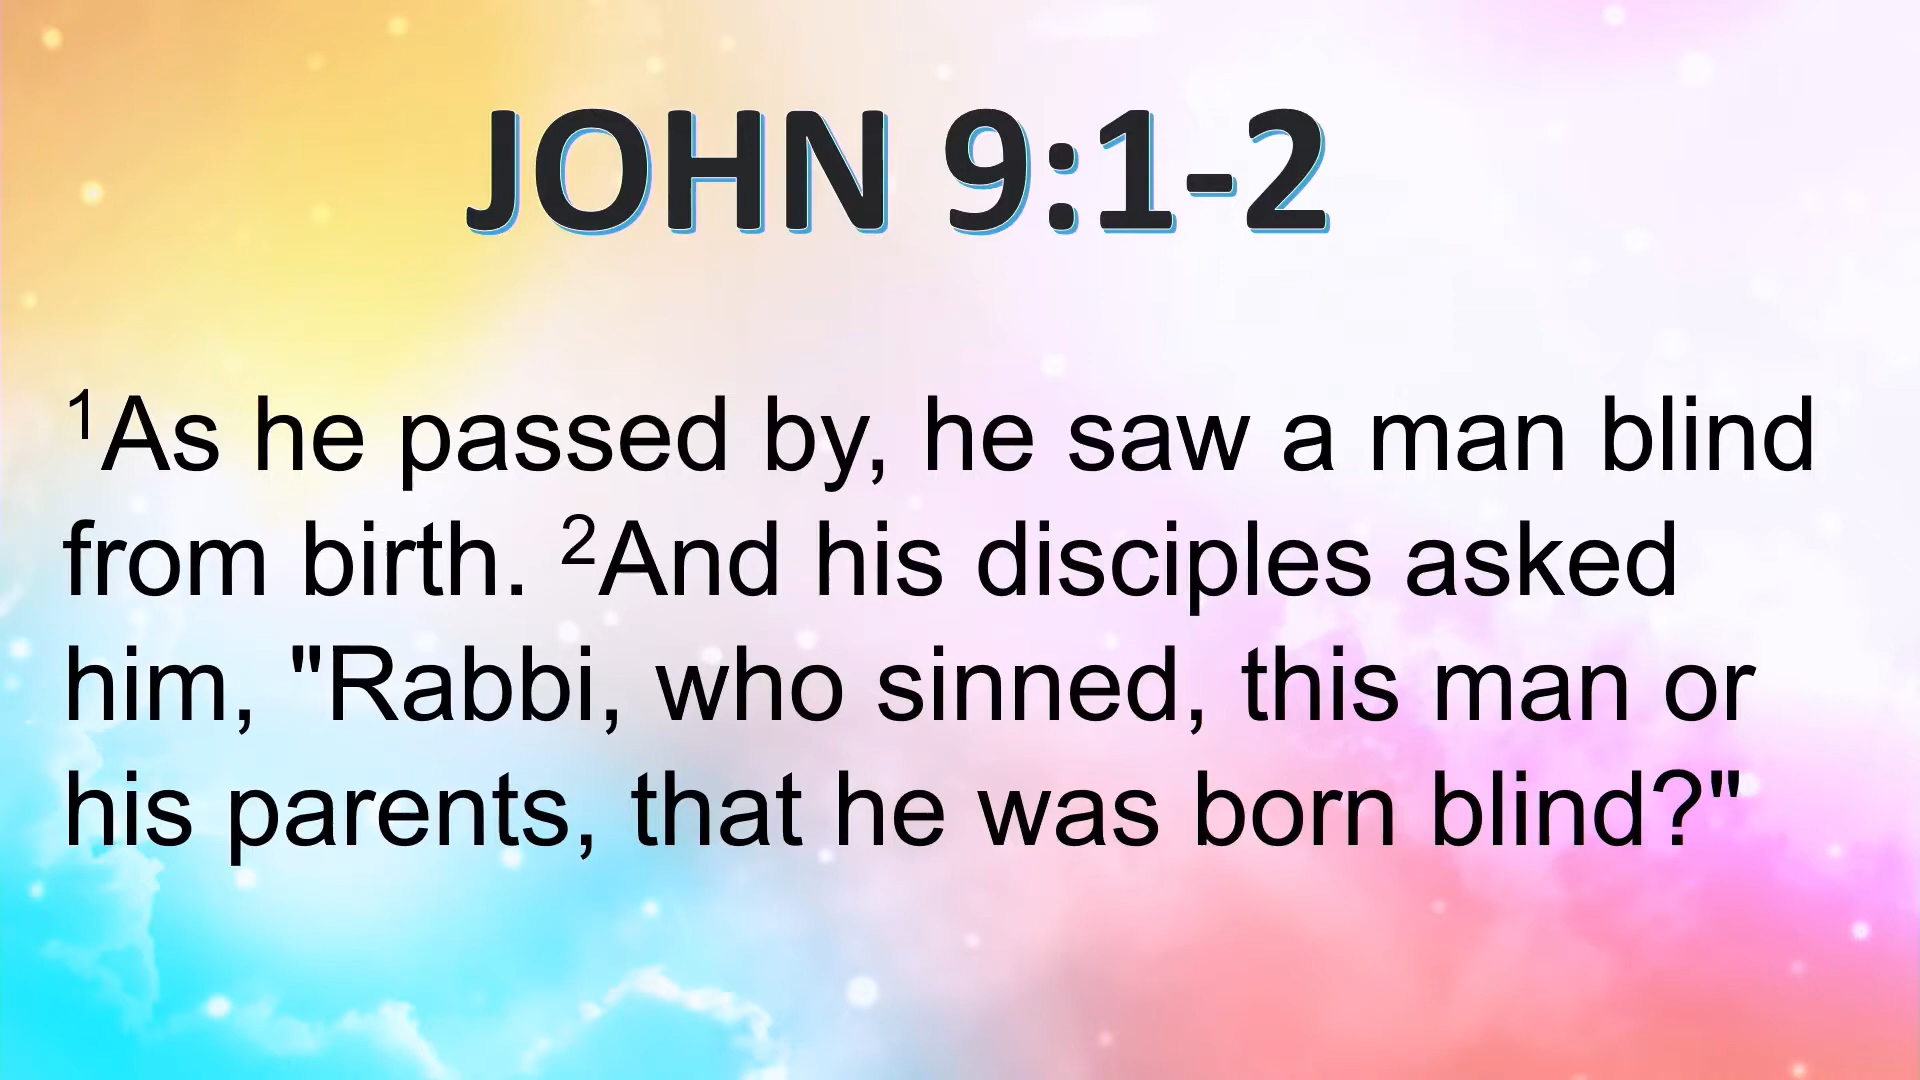 JOHN 9:1-2
¹As he passed by, he saw a man blind
from birth. ²And his disciples asked
him, "Rabbi, who sinned, this man or
his parents, that he was born blind?"